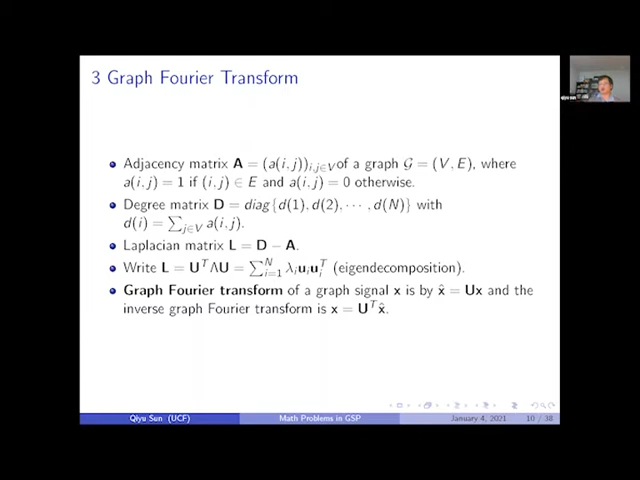 3 Graph Fourier Transform
qiyu sun
Adjacency matrix A = (a(i, j))i,j∈V of a graph 𝒢 = (V, E), where
a(i, j) = 1 if (i, j) ∈ E and a(i, j) = 0 otherwise.
Degree matrix D = diag{d(1), d(2), ⋯ , d(N)} with
d(i) = ∑j∈V a(i, j).
Laplacian matrix L = D − A.
Write L = UᵀΛU = ∑ᴺᵢ₌₁ λᵢuᵢuᵢᵀ (eigendecomposition).
Graph Fourier transform of a graph signal x is by x̂ = Ux and the
inverse graph Fourier transform is x = Uᵀx̂.
Qiyu Sun (UCF) Math Problems in GSP January 4, 2021 10 / 38